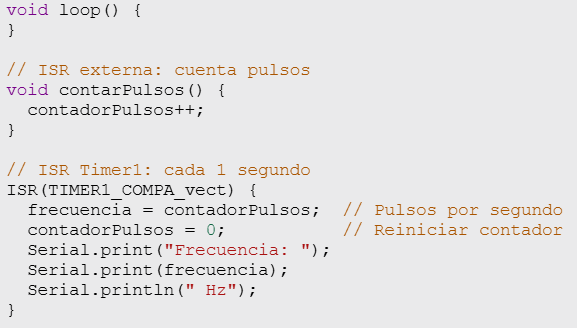 void loop() {
}

// ISR externa: cuenta pulsos
void contarPulsos() {
  contadorPulsos++;
}

// ISR Timer1: cada 1 segundo
ISR(TIMER1_COMPA_vect) {
  frecuencia = contadorPulsos;  // Pulsos por segundo
  contadorPulsos = 0;           // Reiniciar contador
  Serial.print("Frecuencia: ");
  Serial.print(frecuencia);
  Serial.println(" Hz");
}